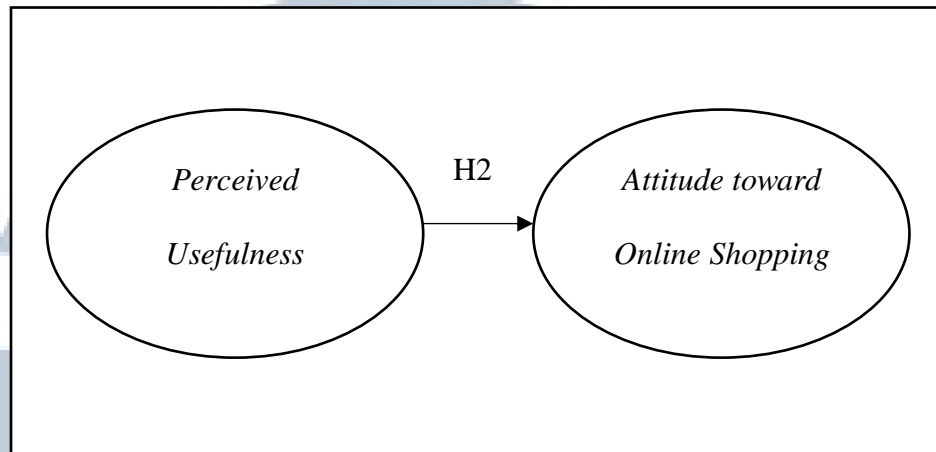 Perceived
Usefulness
H2
Attitude toward
Online Shopping